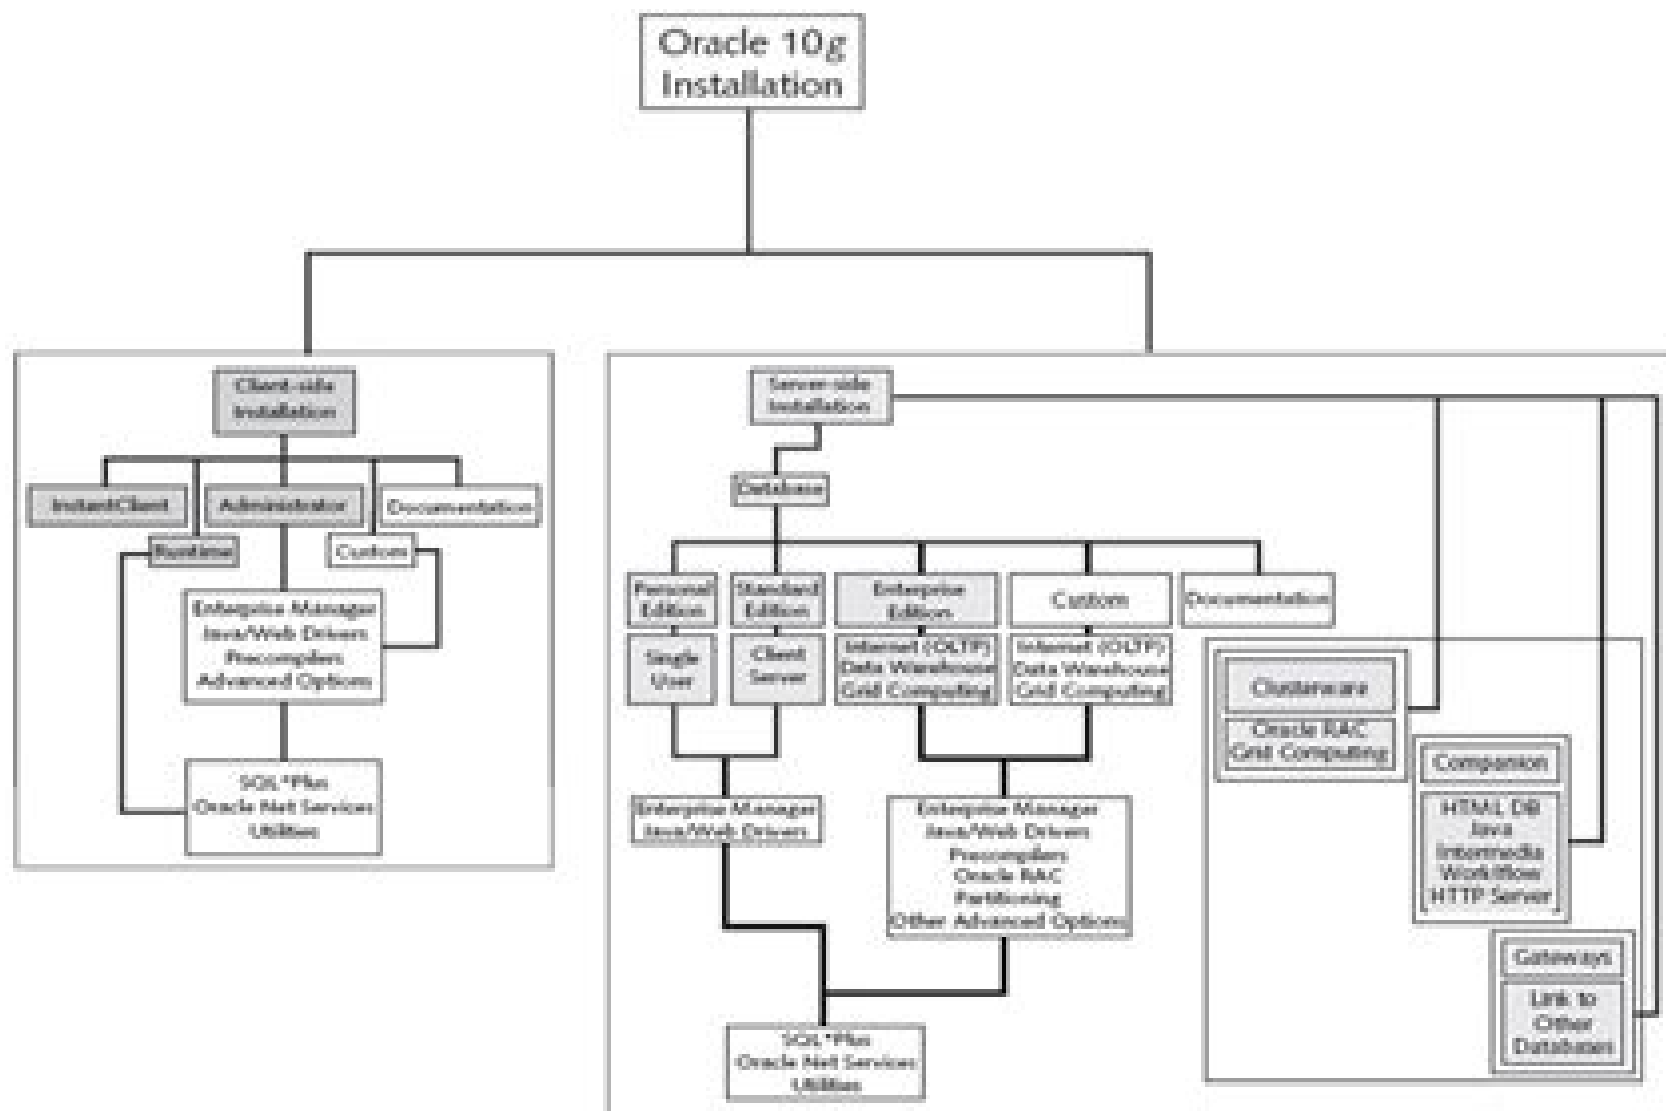 Oracle 10g
Installation
Client-side
Installation
InstantClient
Administrator
Documentation
Runtime
Custom
Enterprise Manager
Java/Web Drivers
Precompilers
Advanced Options
SQL*Plus
Oracle Net Services
Utilities
Server-side
Installation
Database
Personal
Edition
Standard
Edition
Enterprise
Edition
Custom
Documentation
Single
User
Client
Server
Internet (OLTP)
Data Warehouse
Grid Computing
Internet (OLTP)
Data Warehouse
Grid Computing
Enterprise Manager
Java/Web Drivers
Enterprise Manager
Java/Web Drivers
Precompilers
Oracle RAC
Partitioning
Other Advanced Options
SQL*Plus
Oracle Net Services
Utilities
Clusterware
Oracle RAC
Grid Computing
Companion
HTML DB
Java
Intermedia
Workflow
HTTP Server
Gateways
Link to
Other
Databases